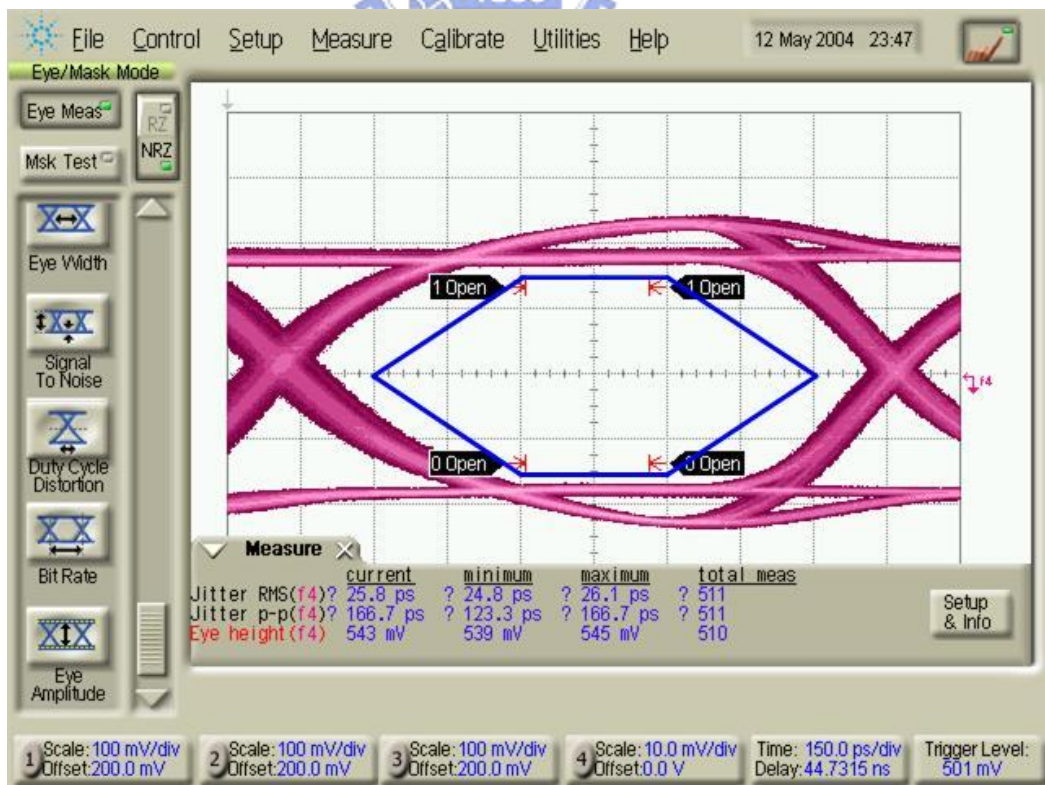 File Control Setup Measure Calibrate Utilities Help 12 May 2004 23:47
Eye/Mask Mode
Eye Meas
RZ
NRZ
Msk Test
Eye Width
Signal
To Noise
Duty Cycle
Distortion
Bit Rate
Eye
Amplitude
1 Open 1 Open
f4
0 Open 0 Open
Measure
current minimum maximum total meas
Jitter RMS(f4)? 25.8 ps ? 24.8 ps ? 26.1 ps ? 511
Jitter p-p(f4)? 166.7 ps ? 123.3 ps ? 166.7 ps ? 511
Eye height(f4) 543 mV 539 mV 545 mV 510
Setup
& Info
1 Scale: 100 mV/div
Offset:200.0 mV
2 Scale: 100 mV/div
Offset:200.0 mV
3 Scale: 100 mV/div
Offset:200.0 mV
4 Scale: 10.0 mV/div
Offset:0.0 V
Time: 150.0 ps/div
Delay:44.7315 ns
Trigger Level:
501 mV